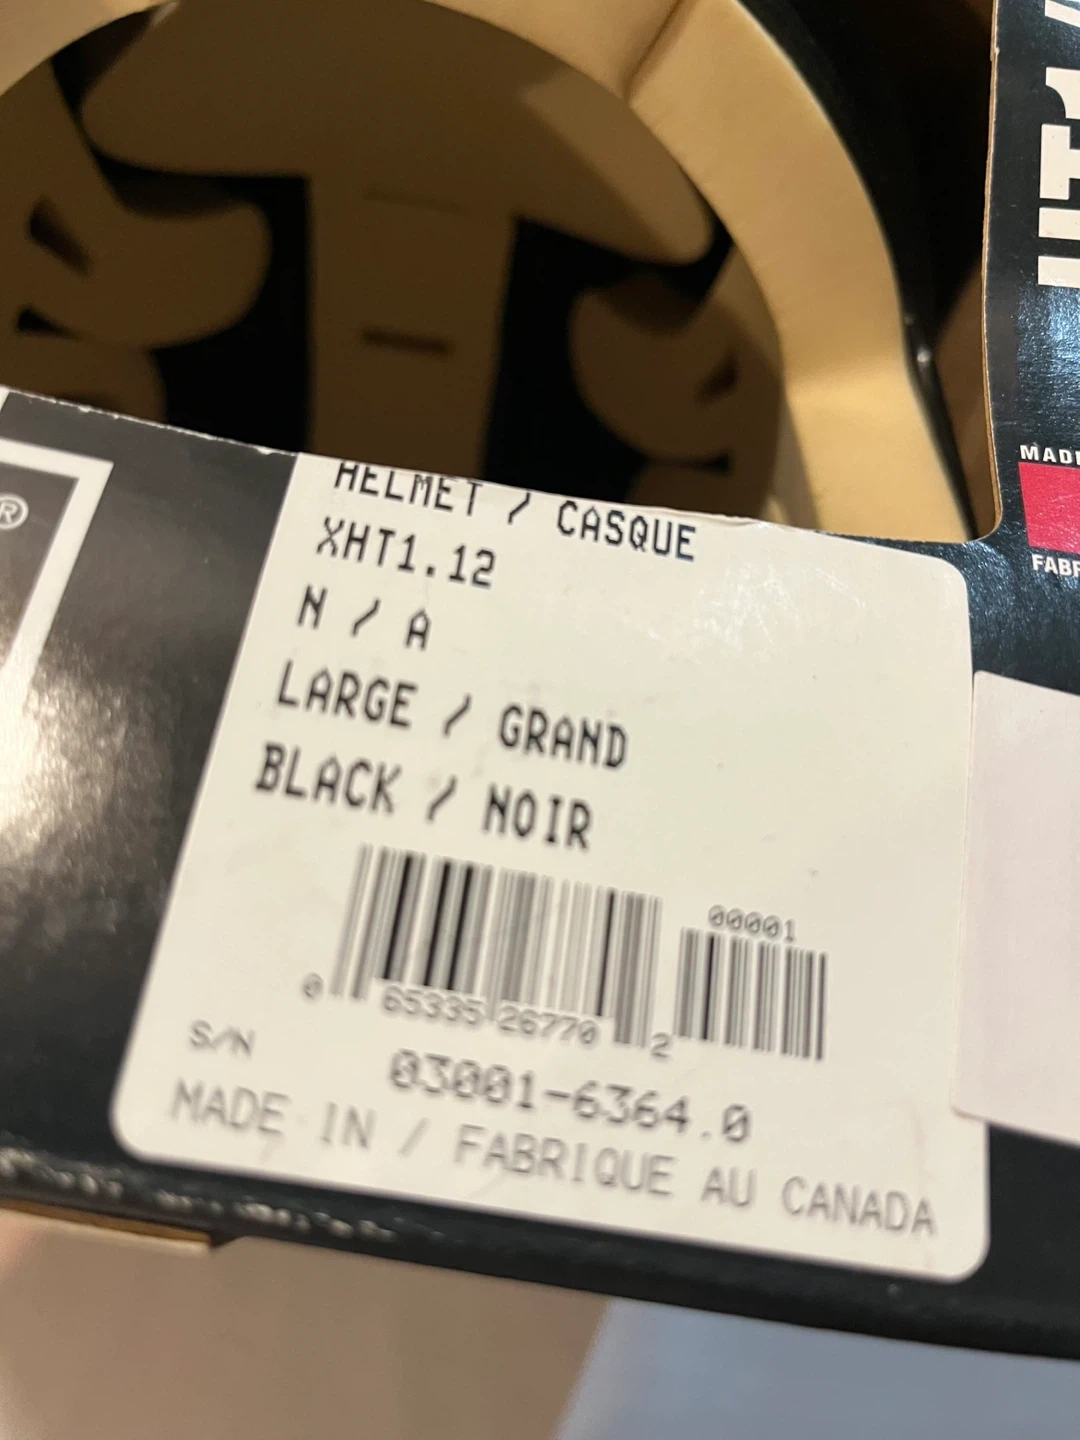 HELMET / CASQUE
XHT1.12
N / A
LARGE / GRAND
BLACK / NOIR
00001
0 65335 26770 2
S/N
03001-6364.0
MADE IN / FABRIQUE AU CANADA
®